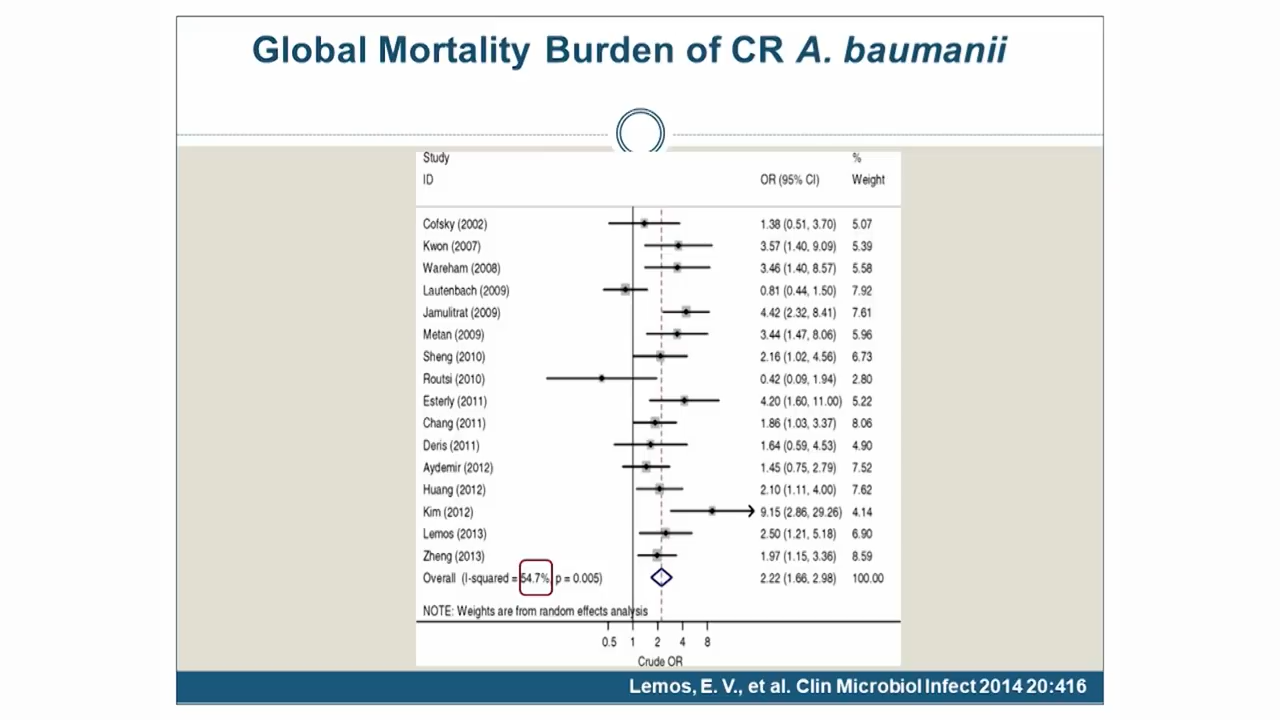 Global Mortality Burden of CR A. baumanii
Study %
ID OR (95% CI) Weight
Cofsky (2002) 1.38 (0.51, 3.70) 5.07
Kwon (2007) 3.57 (1.40, 9.09) 5.39
Wareham (2008) 3.46 (1.40, 8.57) 5.58
Lautenbach (2009) 0.81 (0.44, 1.50) 7.92
Jamulitrat (2009) 4.42 (2.32, 8.41) 7.61
Metan (2009) 3.44 (1.47, 8.06) 5.96
Sheng (2010) 2.16 (1.02, 4.56) 6.73
Routsi (2010) 0.42 (0.09, 1.94) 2.80
Esterly (2011) 4.20 (1.60, 11.00) 5.22
Chang (2011) 1.86 (1.03, 3.37) 8.06
Deris (2011) 1.64 (0.59, 4.53) 4.90
Aydemir (2012) 1.45 (0.75, 2.79) 7.52
Huang (2012) 2.10 (1.11, 4.00) 7.62
Kim (2012) 9.15 (2.86, 29.26) 4.14
Lemos (2013) 2.50 (1.21, 5.18) 6.90
Zheng (2013) 1.97 (1.15, 3.36) 8.59
Overall (I-squared = 54.7%, p = 0.005) 2.22 (1.66, 2.98) 100.00
NOTE: Weights are from random effects analysis
0.5 1 2 4 8
Crude OR
Lemos, E. V., et al. Clin Microbiol Infect 2014 20:416